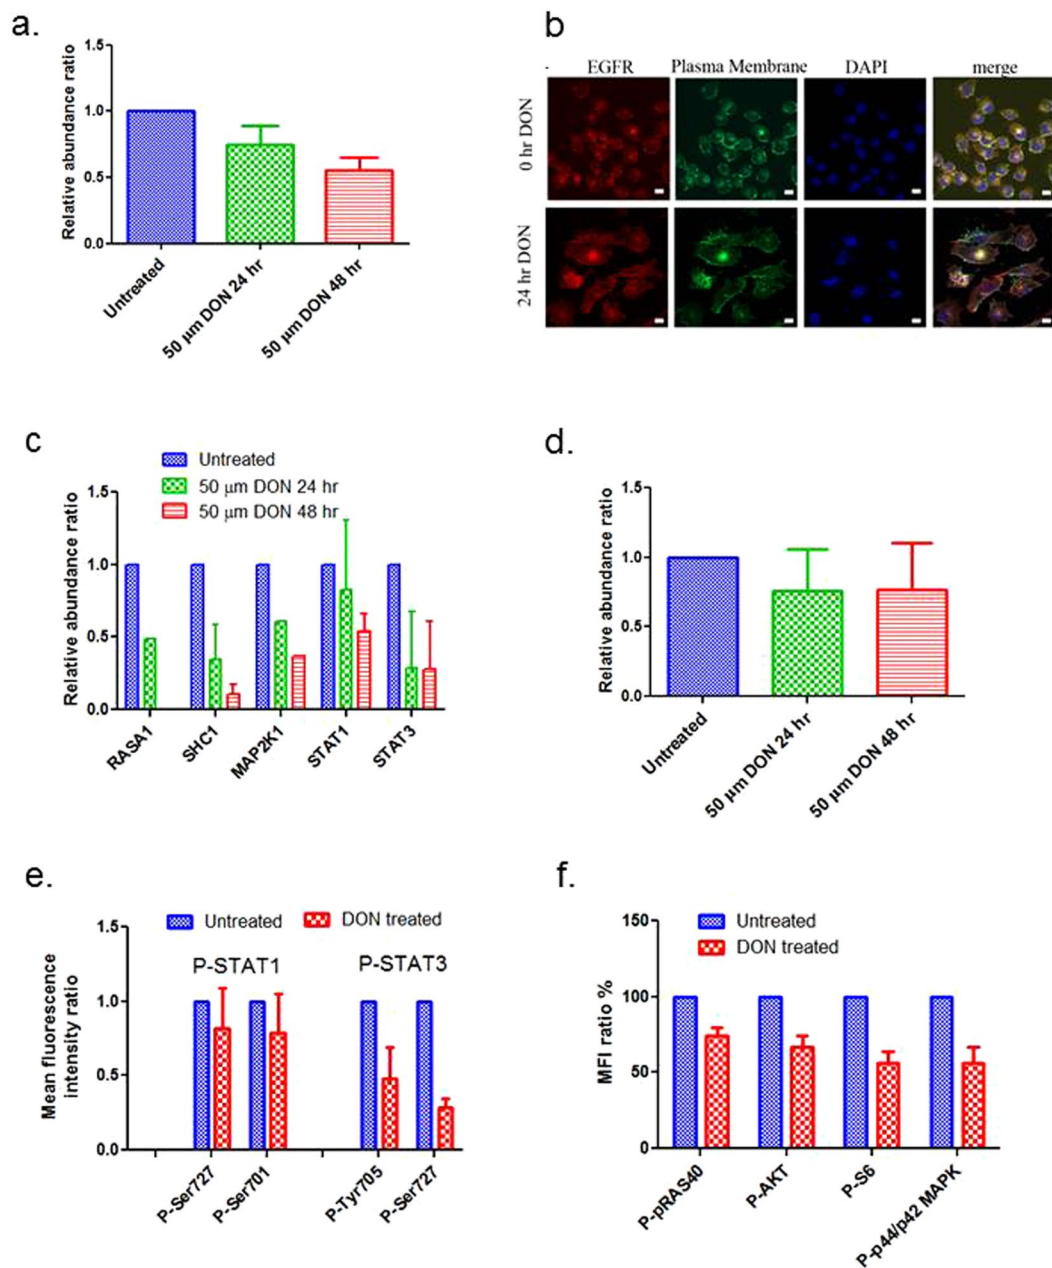 a.
Relative abundance ratio
1.5
1.0
0.5
0.0
Untreated
50 µm DON 24 hr
50 µm DON 48 hr
b
EGFR Plasma Membrane DAPI merge
0 hr DON
24 hr DON
c
Untreated
50 µm DON 24 hr
50 µm DON 48 hr
Relative abundance ratio
1.5
1.0
0.5
0.0
RASA1
SHC1
MAP2K1
STAT1
STAT3
d.
Relative abundance ratio
1.5
1.0
0.5
0.0
Untreated
50 µm DON 24 hr
50 µm DON 48 hr
e.
Untreated
DON treated
P-STAT1
P-STAT3
Mean fluorescence
intensity ratio
1.5
1.0
0.5
0.0
P-Ser727
P-Ser701
P-Tyr705
P-Ser727
f.
Untreated
DON treated
MFI ratio %
150
100
50
0
P-pRAS40
P-AKT
P-S6
P-p44/p42 MAPK